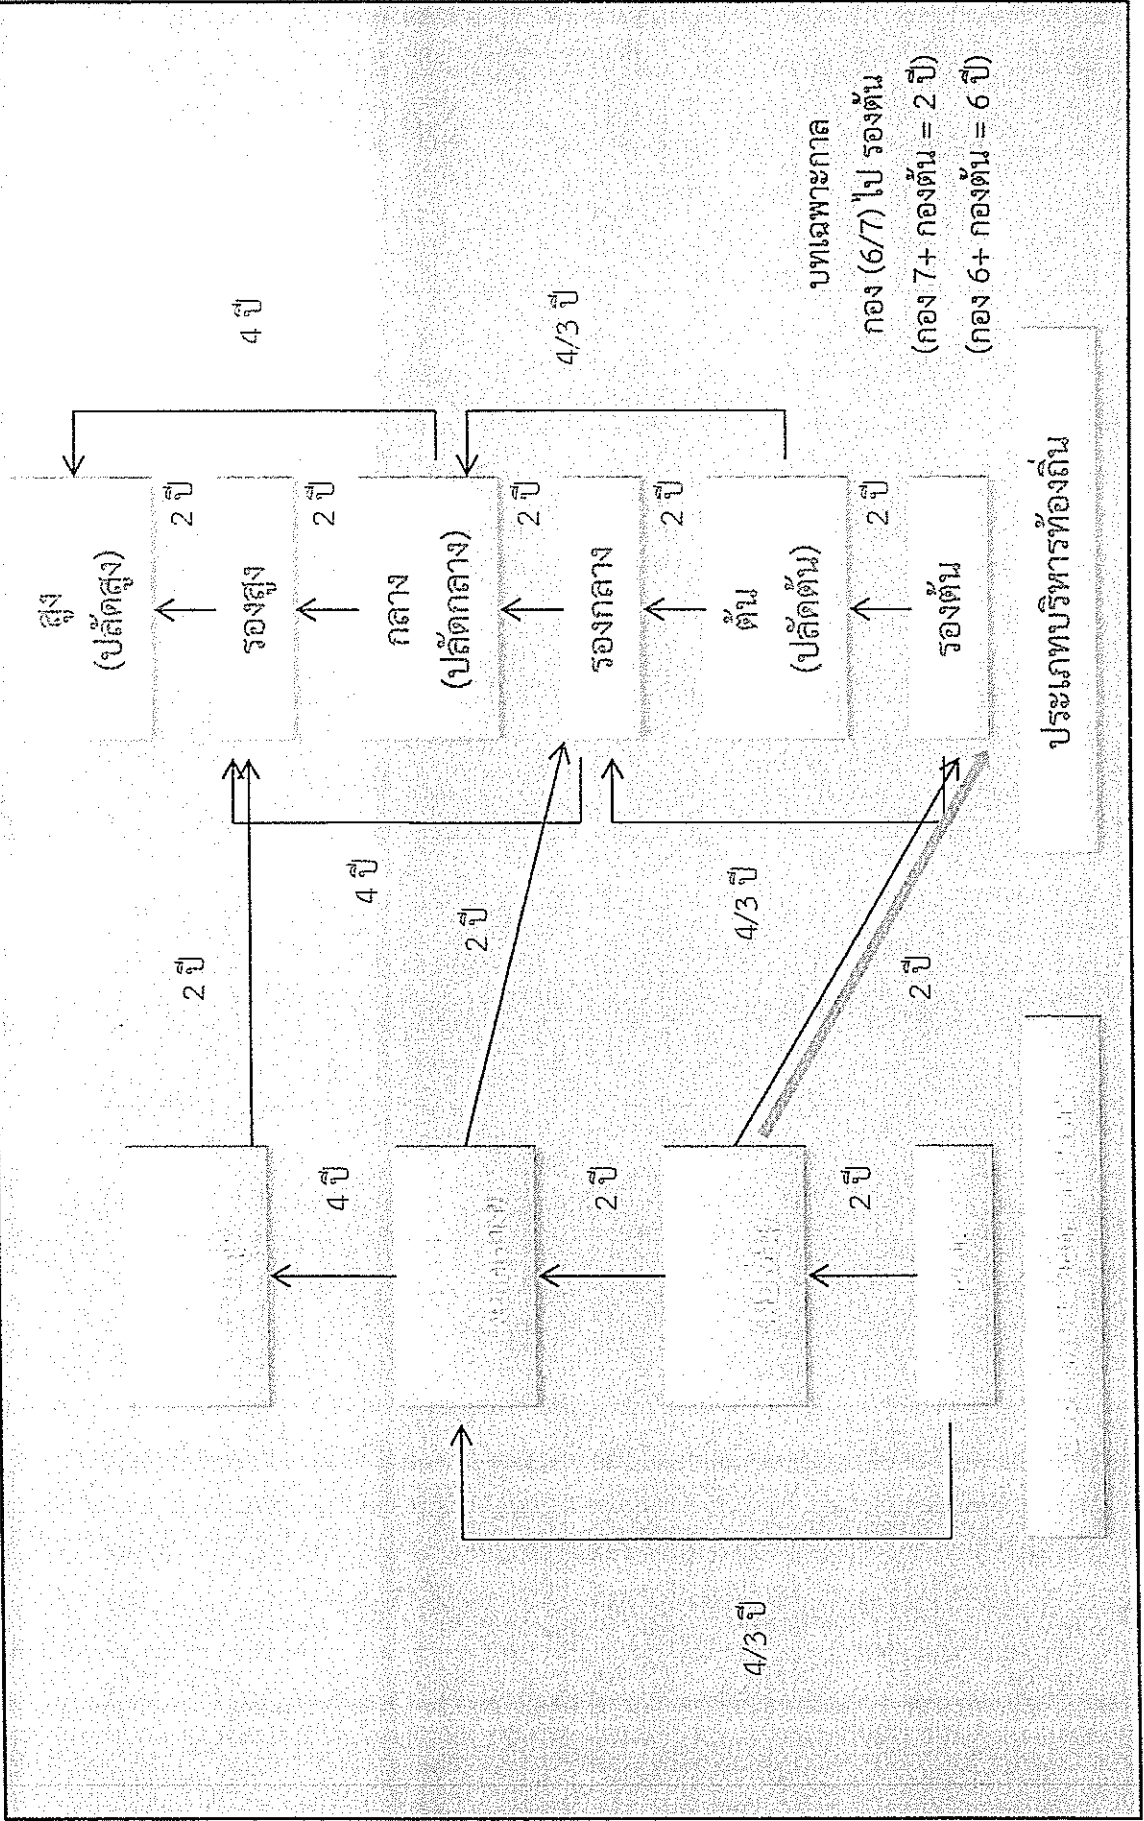 สูง
(ปลัดสูง)
2 ปี
รองสูง
2 ปี
กลาง
(ปลัดกลาง)
2 ปี
รองกลาง
2 ปี
ต้น
(ปลัดต้น)
2 ปี
รองต้น
ประเภทบริหารท้องถิ่น
4 ปี
4/3 ปี
บทเฉพาะกาล
กอง (6/7) ไป รองต้น
(กอง 7+ กองต้น = 2 ปี)
(กอง 6+ กองต้น = 6 ปี)
2 ปี
4 ปี
2 ปี
4/3 ปี
2 ปี
4 ปี
2 ปี
2 ปี
4/3 ปี